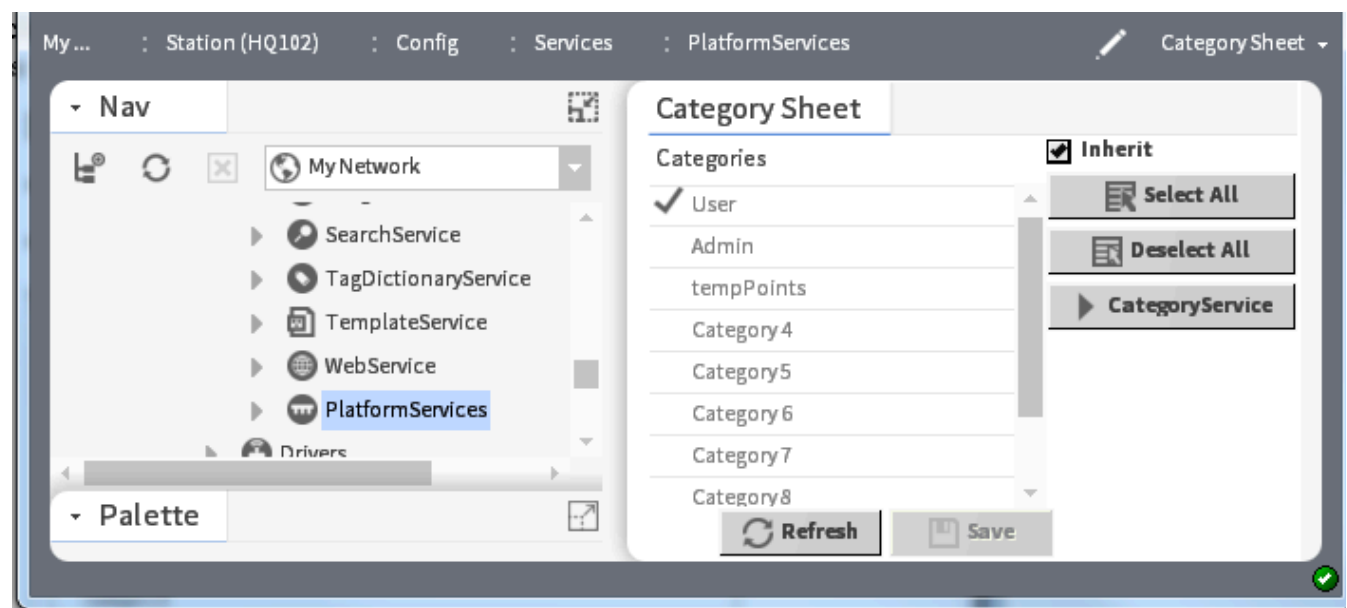 My... : Station (HQ102) : Config : Services : PlatformServices Category Sheet
Nav
My Network
SearchService
TagDictionaryService
TemplateService
WebService
PlatformServices
Drivers
Palette
Category Sheet
Categories
User
Admin
tempPoints
Category 4
Category 5
Category 6
Category 7
Category 8
Refresh Save
Inherit
Select All
Deselect All
CategoryService